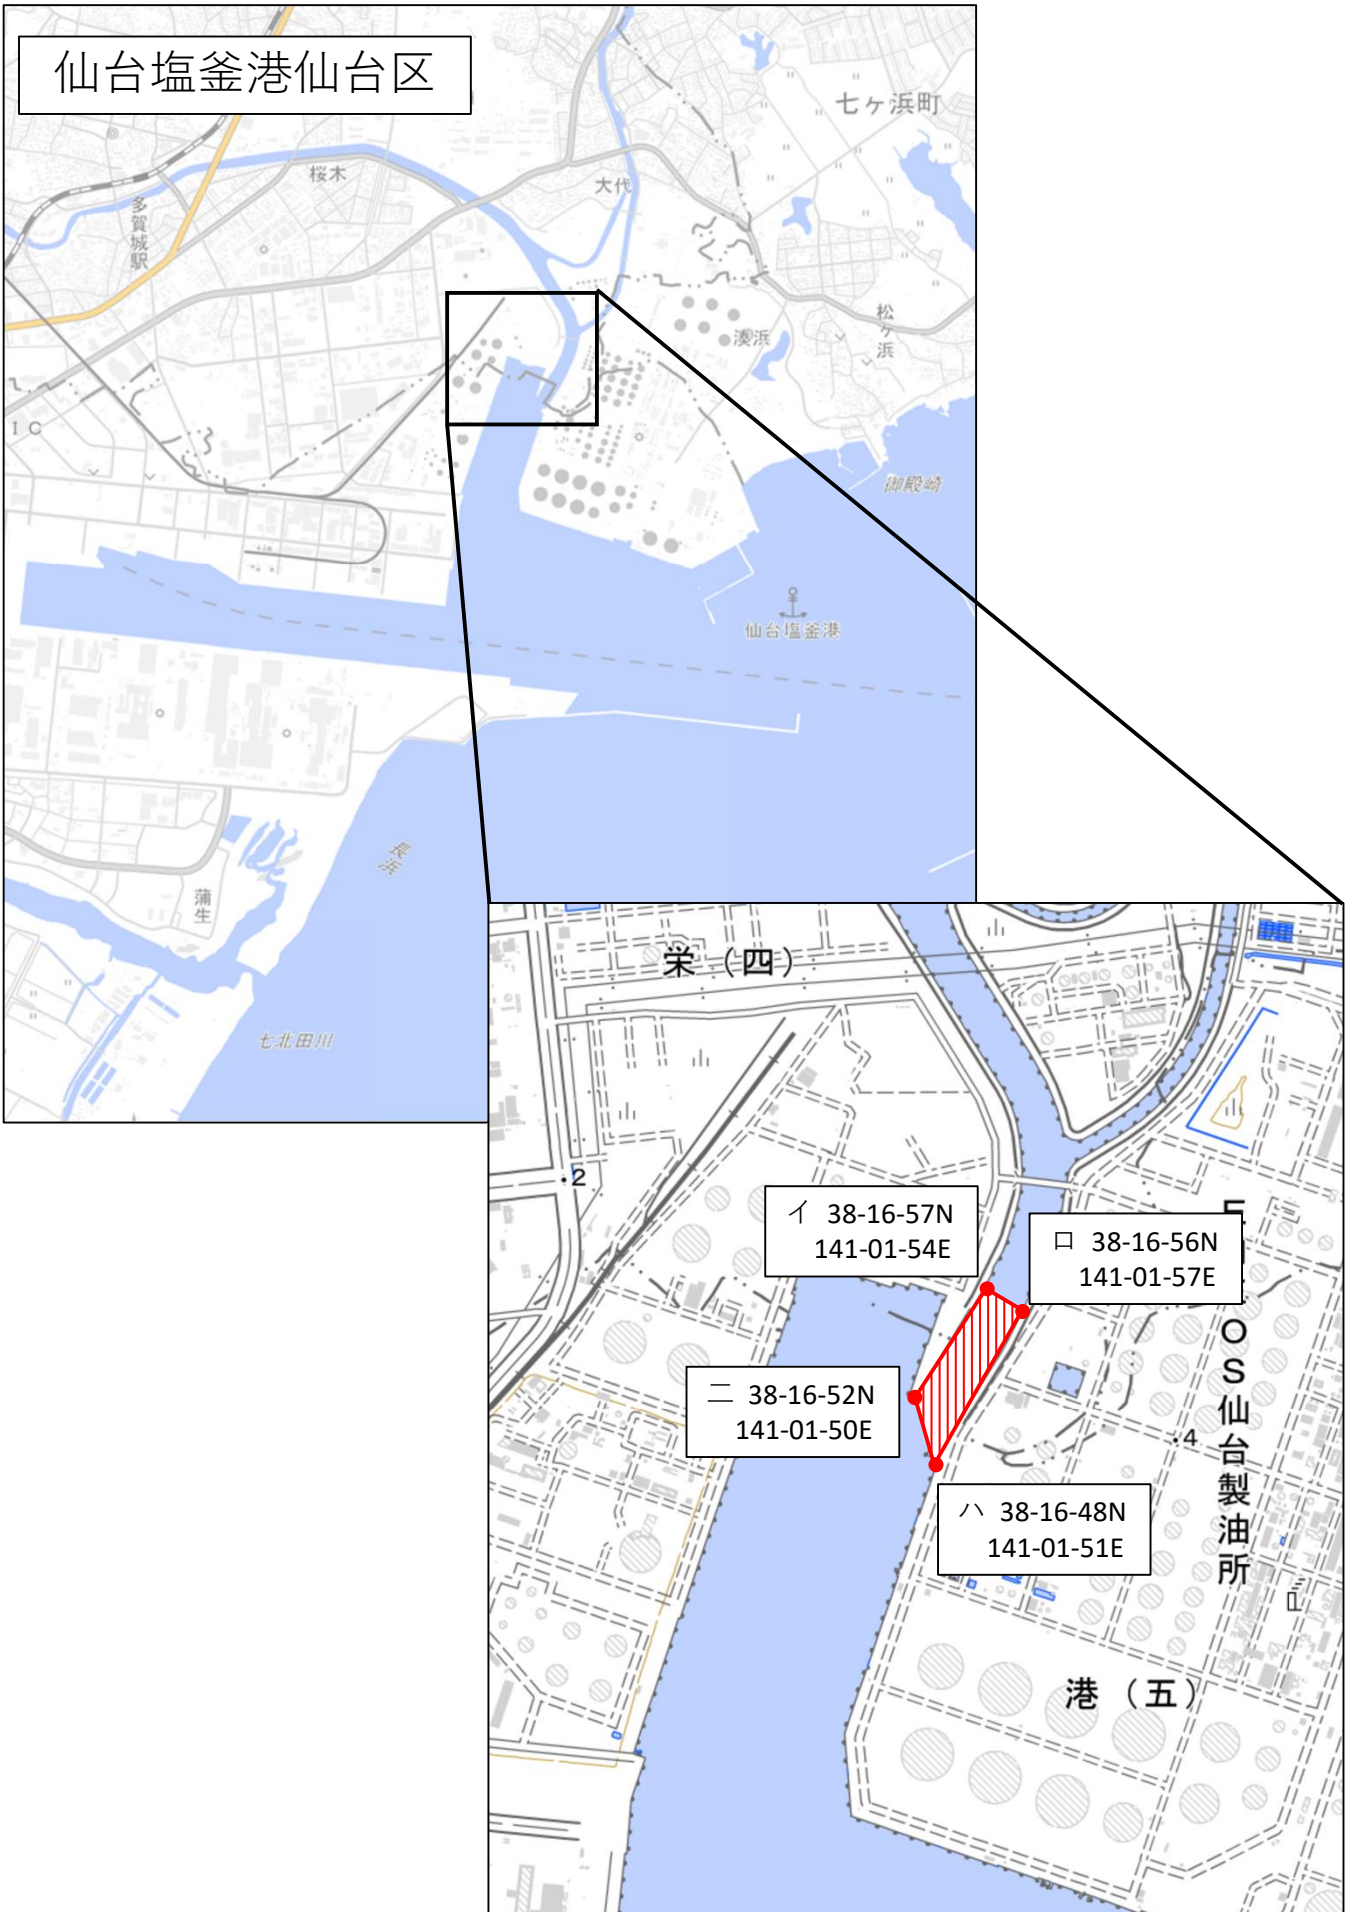 仙台塩釜港仙台区
七ヶ浜町
桜木
大代
多賀城駅
松ヶ浜
湊浜
IC
御殿崎
仙台塩釜港
長浜
蒲生
七北田川
栄（四）
・2
イ 38-16-57N
141-01-54E
ロ 38-16-56N
141-01-57E
OS仙台製油所
ニ 38-16-52N
141-01-50E
・4
ハ 38-16-48N
141-01-51E
港（五）